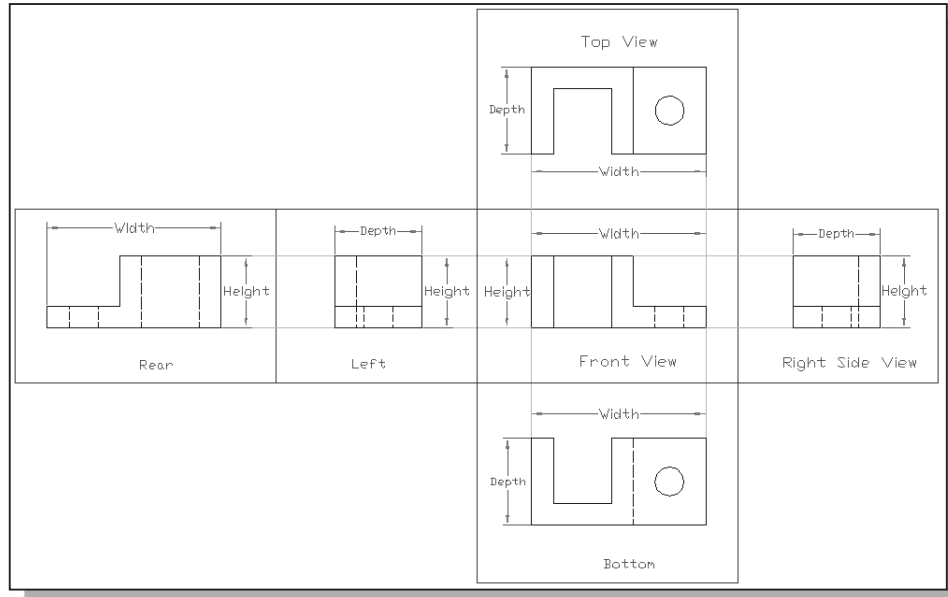 Top View
Depth
Width
Width
Depth
Width
Depth
Height
Height
Height
Height
Rear
Left
Front View
Right Side View
Width
Depth
Bottom